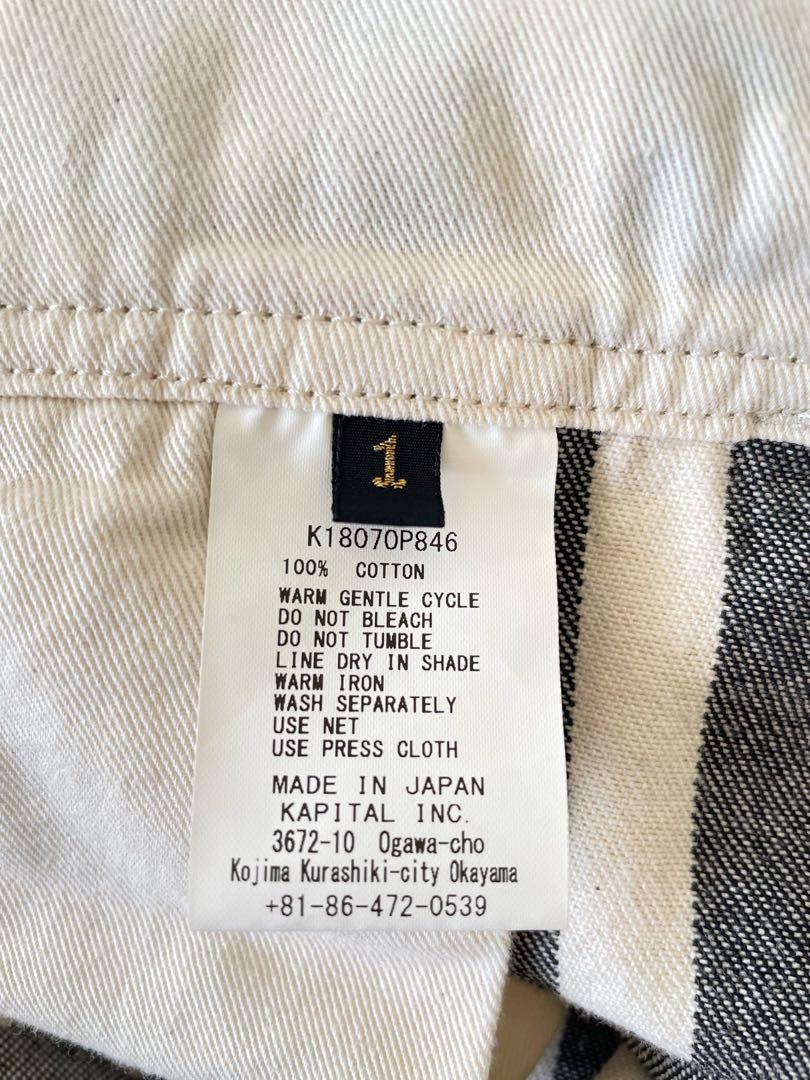 1
K1807OP846
100% COTTON
WARM GENTLE CYCLE
DO NOT BLEACH
DO NOT TUMBLE
LINE DRY IN SHADE
WARM IRON
WASH SEPARATELY
USE NET
USE PRESS CLOTH
MADE IN JAPAN
KAPITAL INC.
3672-10 Ogawa-cho
Kojima Kurashiki-city Okayama
+81-86-472-0539